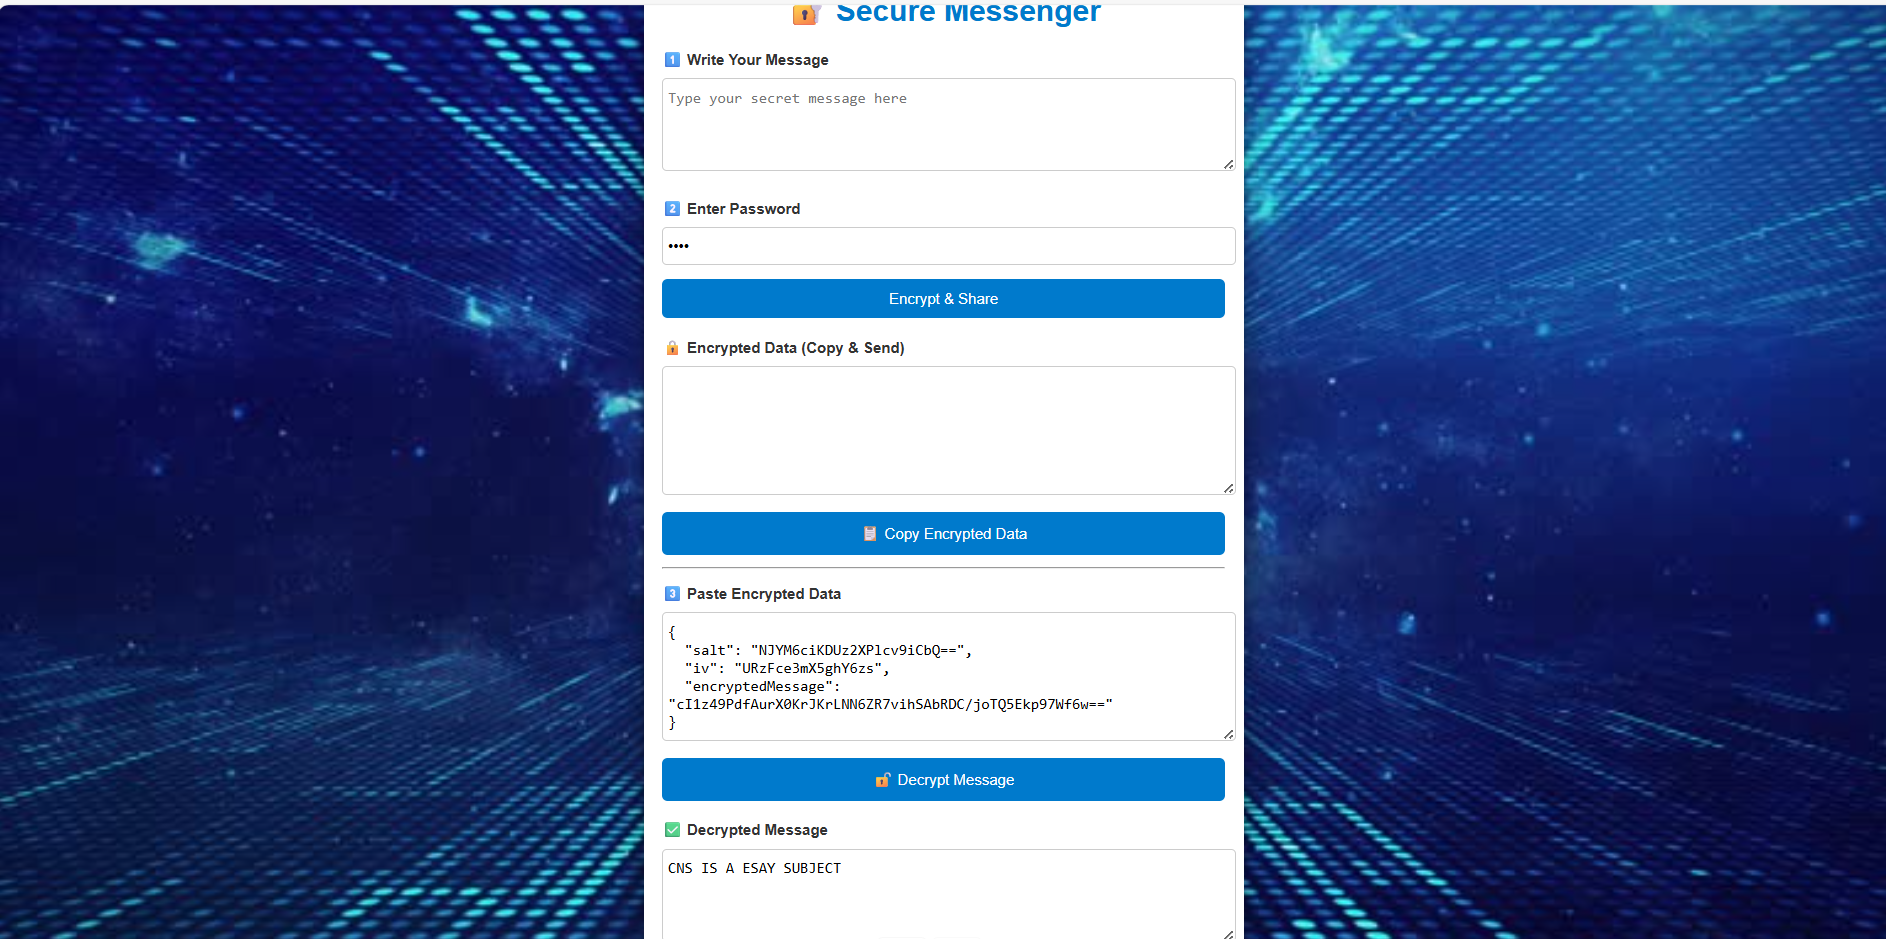 Secure Messenger
1 Write Your Message
Type your secret message here
2 Enter Password
••••
Encrypt & Share
Encrypted Data (Copy & Send)
Copy Encrypted Data
3 Paste Encrypted Data
{
"salt": "NJYM6ciKDUz2XPlcv9iCbQ==",
"iv": "URzFce3mX5ghY6zs",
"encryptedMessage":
"cI1z49PdfAurX0KrJKrLNN6ZR7vihSAbRDC/joTQ5Ekp97Wf6w=="
}
Decrypt Message
Decrypted Message
CNS IS A ESAY SUBJECT